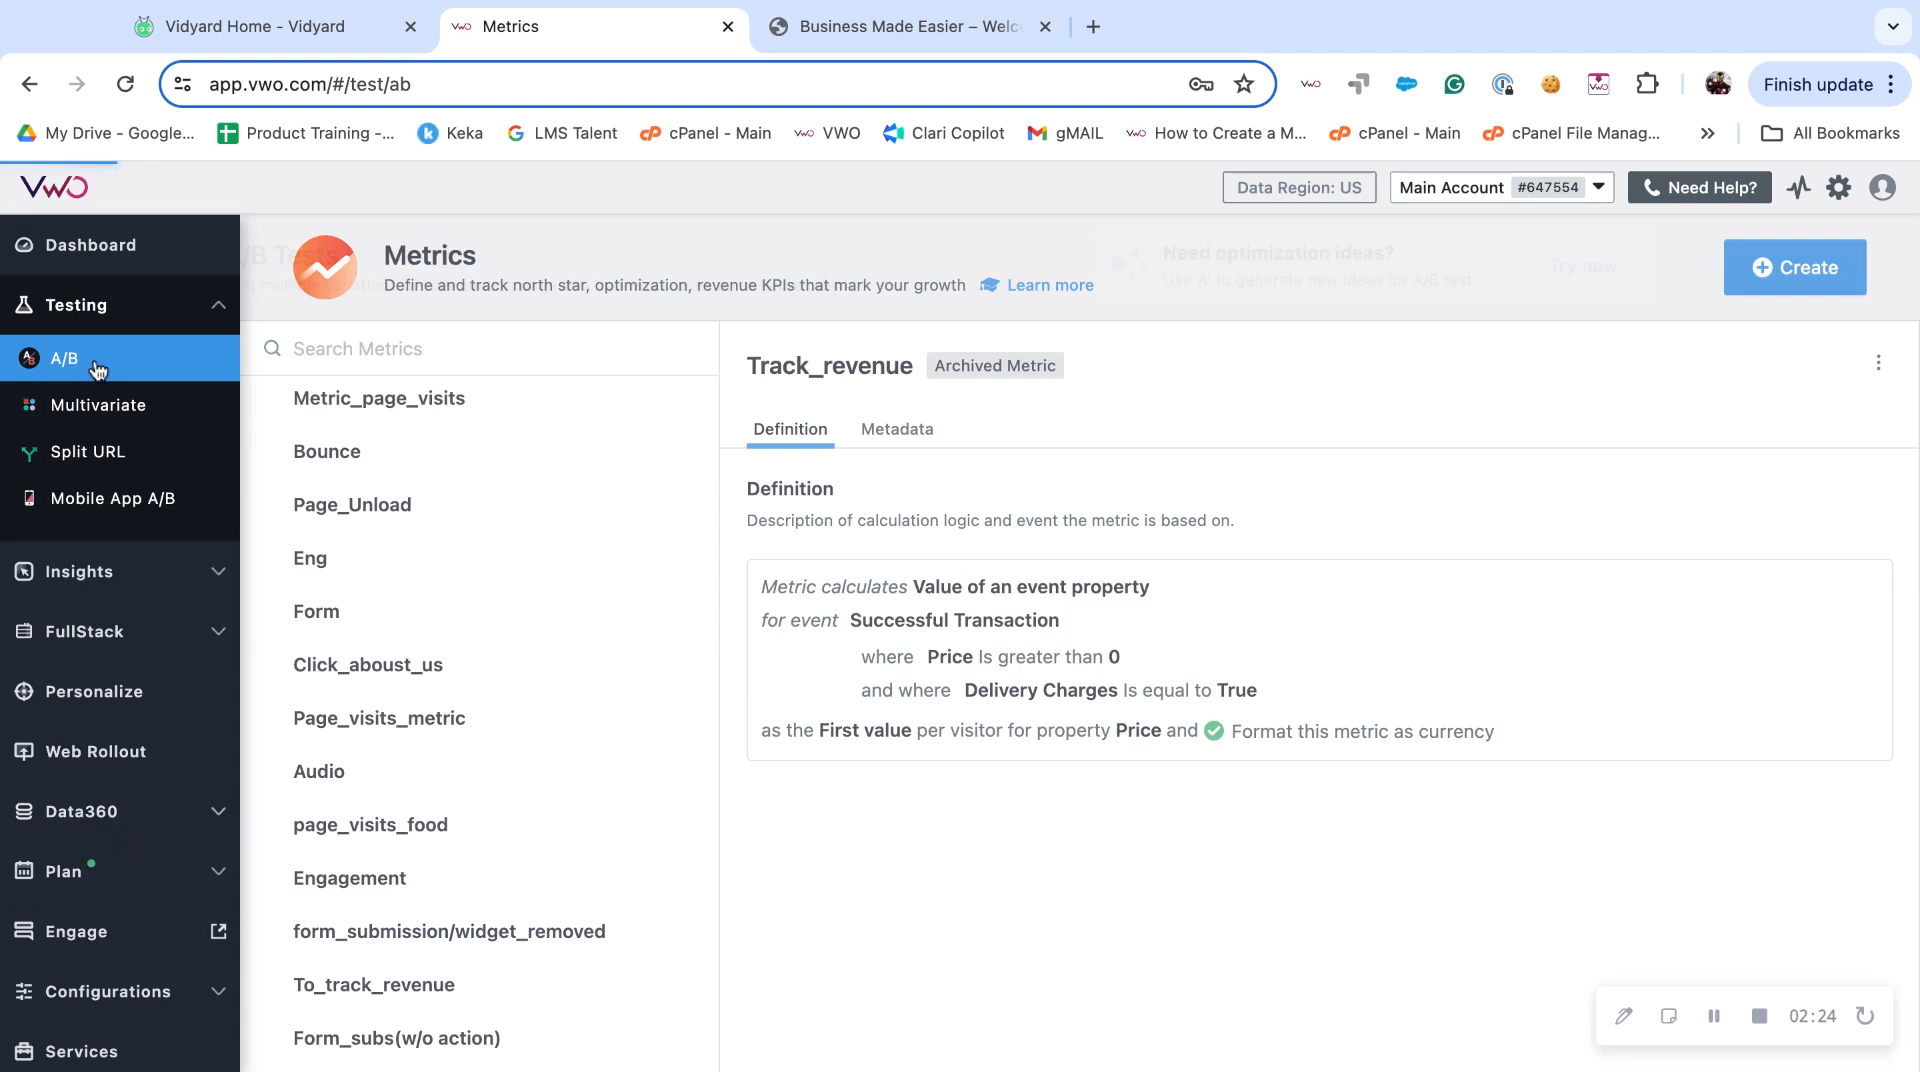 Vidyard Home - Vidyard
Metrics
Business Made Easier – Welc
app.vwo.com/#/test/ab
Finish update
My Drive - Google...
Product Training -...
Keka
LMS Talent
cPanel - Main
VWO
Clari Copilot
gMAIL
How to Create a M...
cPanel - Main
cPanel File Manag...
All Bookmarks
VWO
Data Region: US
Main Account #647554
Need Help?
Dashboard
Testing
A/B
Multivariate
Split URL
Mobile App A/B
Insights
FullStack
Personalize
Web Rollout
Data360
Plan
Engage
Configurations
Services
/B Tests
Metrics
Define and track north star, optimization, revenue KPIs that mark your growth
Learn more
Need optimization ideas?
Use AI to generate new ideas for A/B test
Try now
Create
Search Metrics
Metric_page_visits
Bounce
Page_Unload
Eng
Form
Click_aboust_us
Page_visits_metric
Audio
page_visits_food
Engagement
form_submission/widget_removed
To_track_revenue
Form_subs(w/o action)
Track_revenue
Archived Metric
Definition
Metadata
Definition
Description of calculation logic and event the metric is based on.
Metric calculates Value of an event property
for event Successful Transaction
where Price Is greater than 0
and where Delivery Charges Is equal to True
as the First value per visitor for property Price and Format this metric as currency
02:24